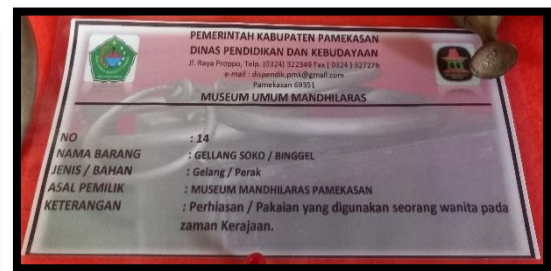 PEMERINTAH KABUPATEN PAMEKASAN
DINAS PENDIDIKAN DAN KEBUDAYAAN
Jl. Raya Proppo, Telp. (0324) 322349 Fax ( 0324 ) 327276
e-mail : dispendik.pmk@gmail.com
Pamekasan 69351
MUSEUM UMUM MANDHILARAS
NO : 14
NAMA BARANG : GELLANG SOKO / BINGGEL
JENIS / BAHAN : Gelang / Perak
ASAL PEMILIK : MUSEUM MANDHILARAS PAMEKASAN
KETERANGAN : Perhiasan / Pakaian yang digunakan seorang wanita pada
zaman Kerajaan.